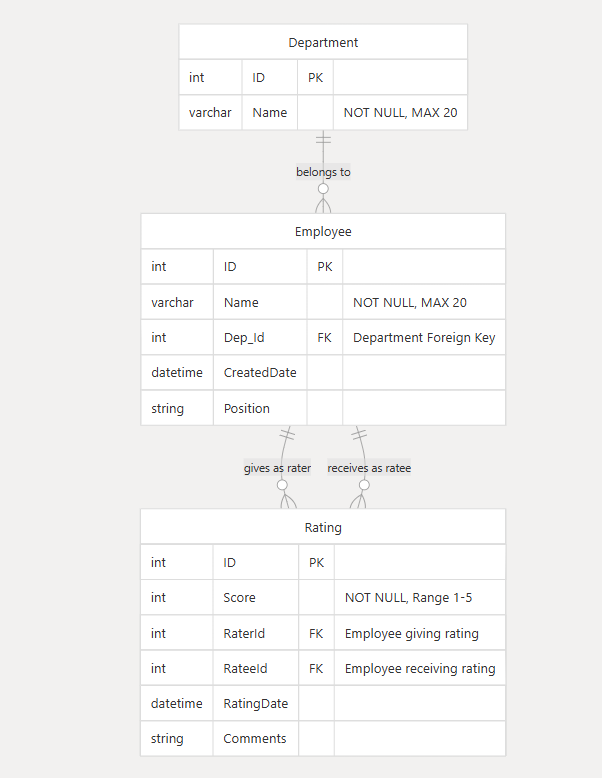 Department
int ID PK
varchar Name NOT NULL, MAX 20
belongs to
Employee
int ID PK
varchar Name NOT NULL, MAX 20
int Dep_Id FK Department Foreign Key
datetime CreatedDate
string Position
gives as rater receives as ratee
Rating
int ID PK
int Score NOT NULL, Range 1-5
int RaterId FK Employee giving rating
int RateeId FK Employee receiving rating
datetime RatingDate
string Comments